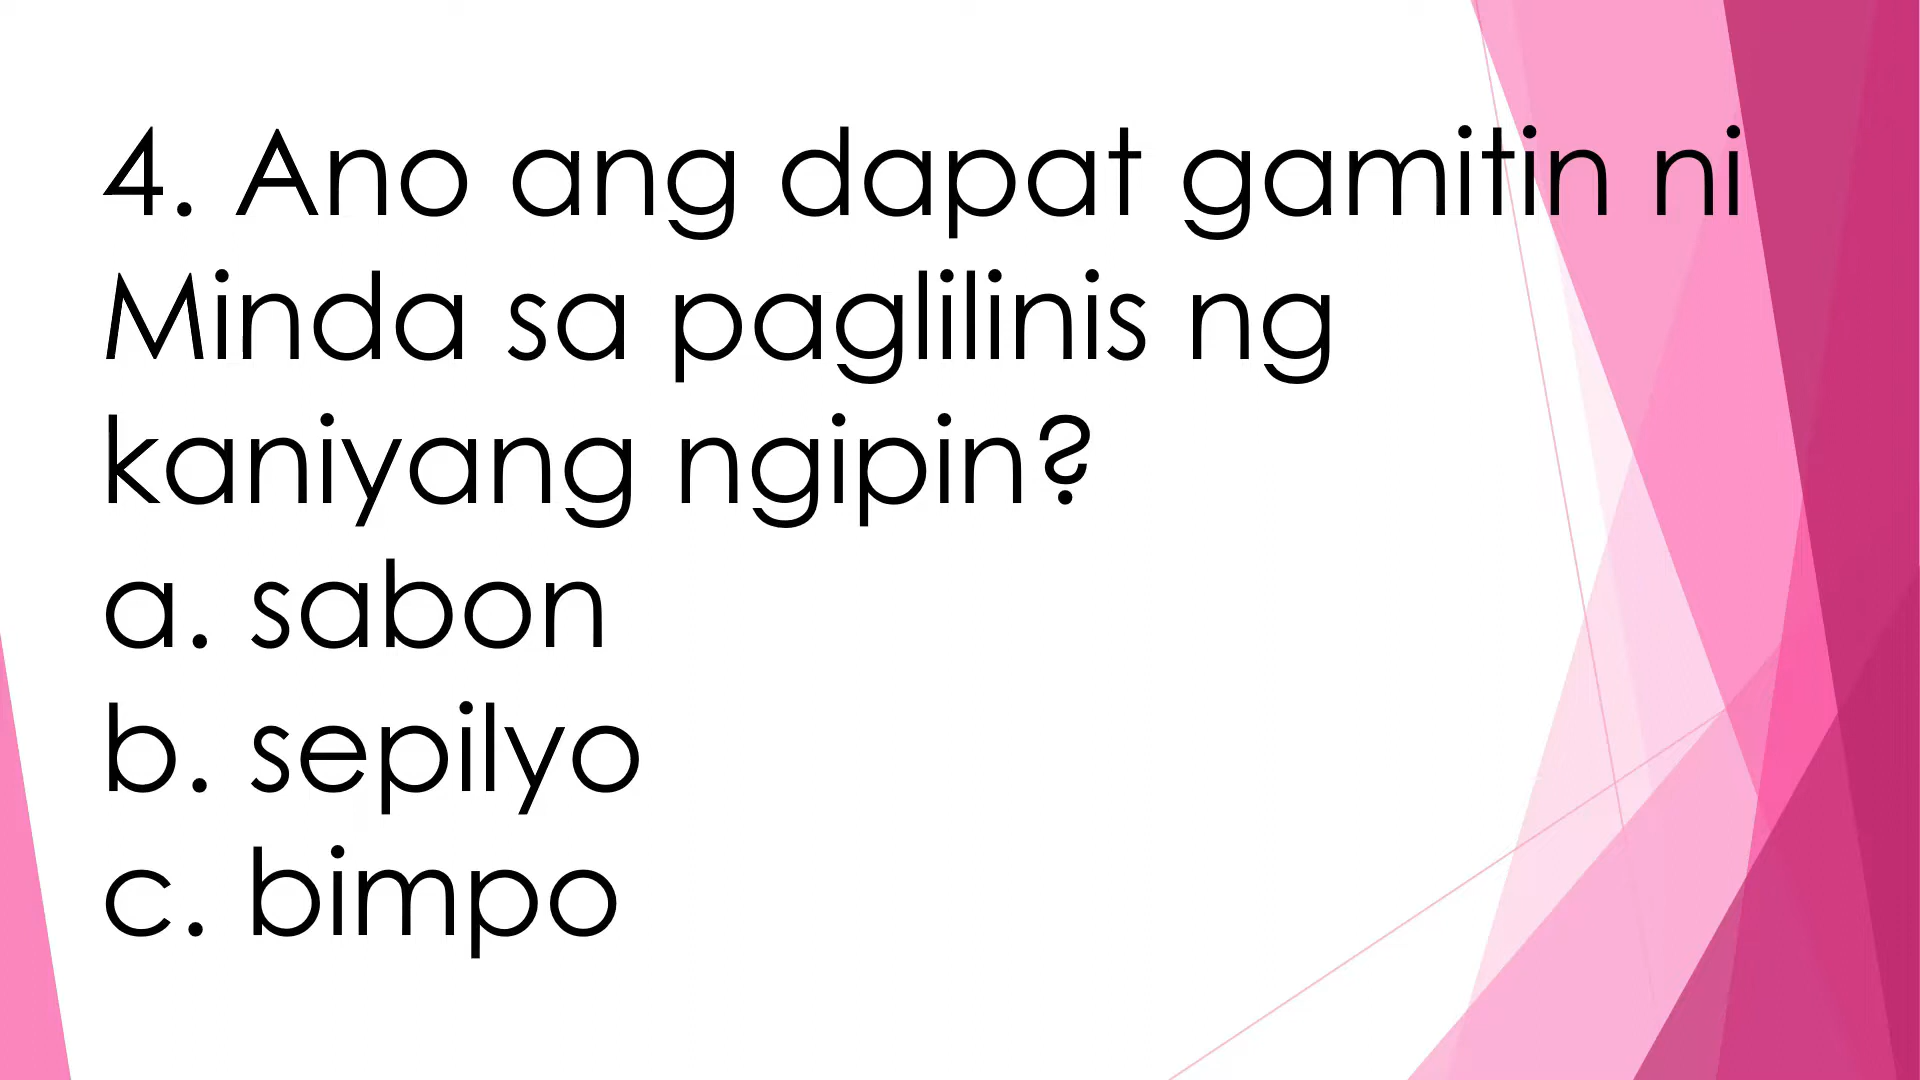 4. Ano ang dapat gamitin ni
Minda sa paglilinis ng
kaniyang ngipin?
a. sabon
b. sepilyo
c. bimpo